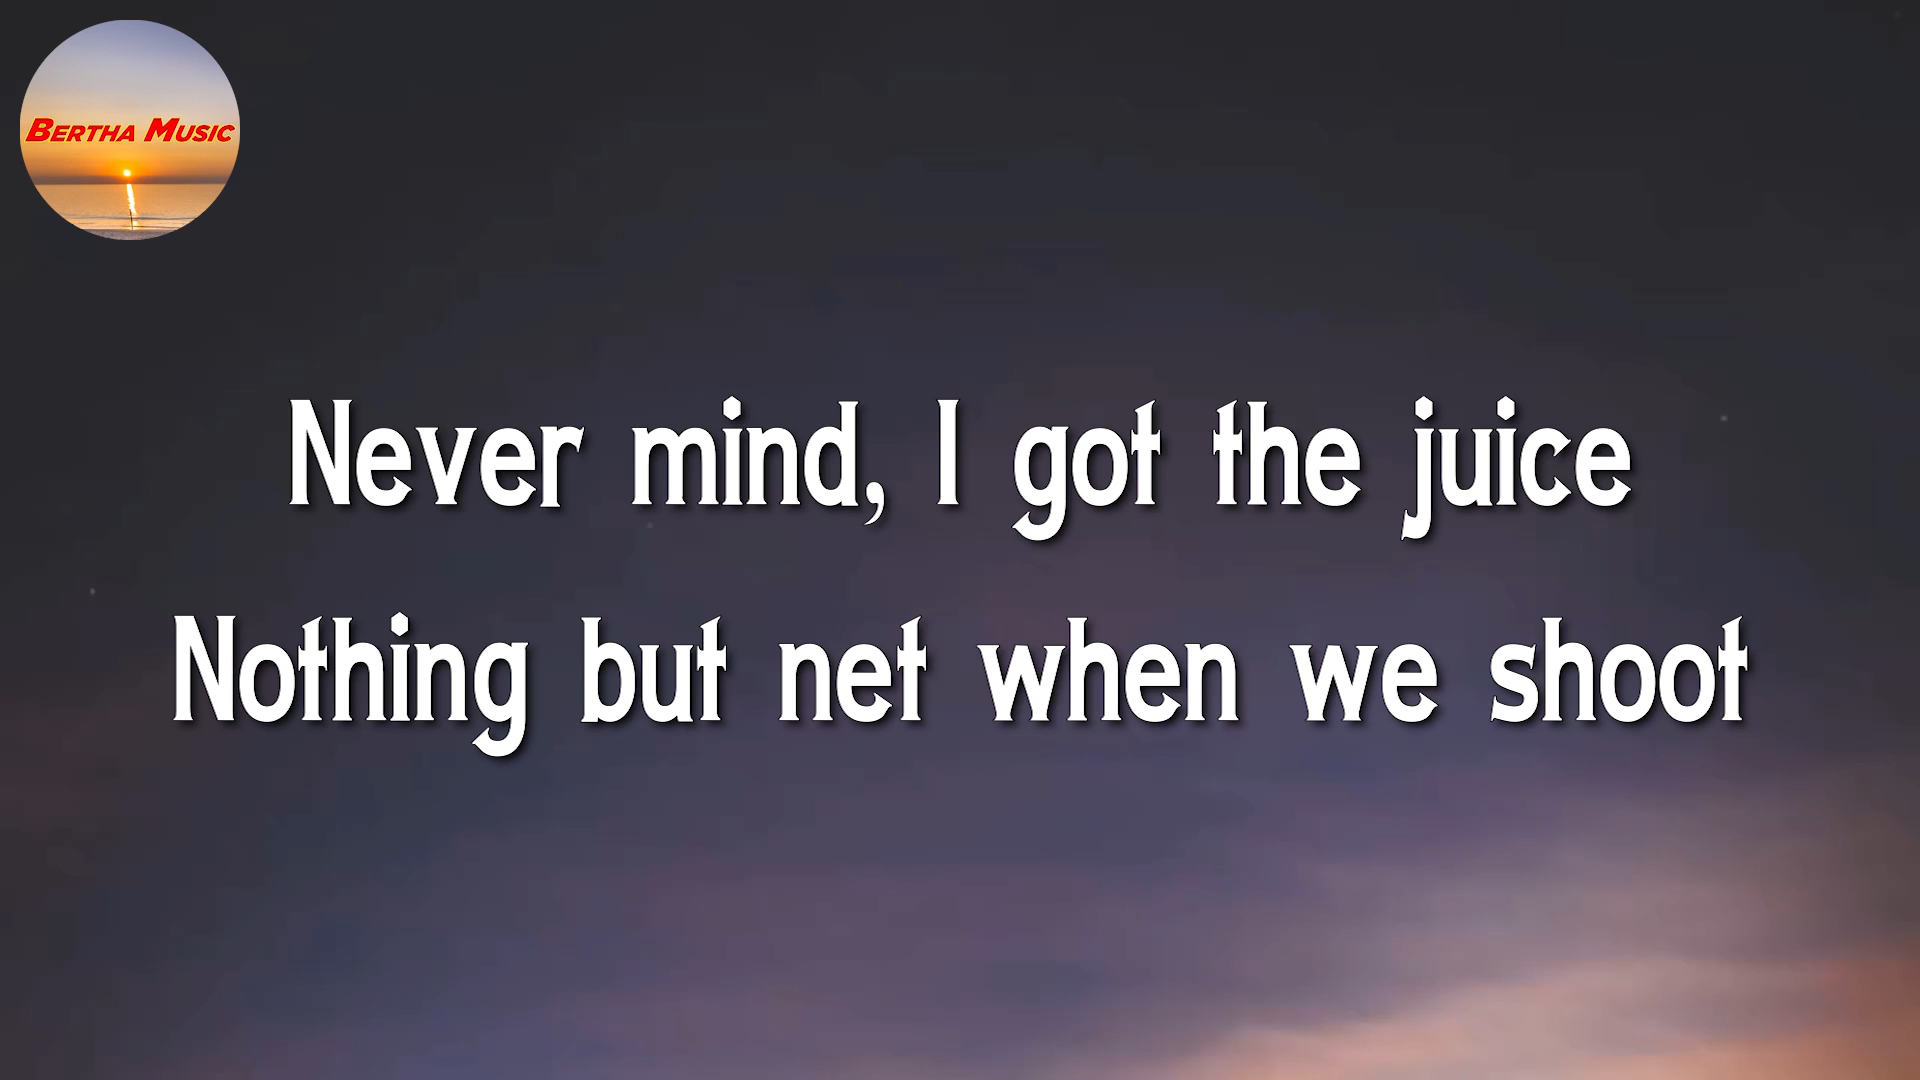 BERTHA MUSIC
Never mind, I got the juice
Nothing but net when we shoot